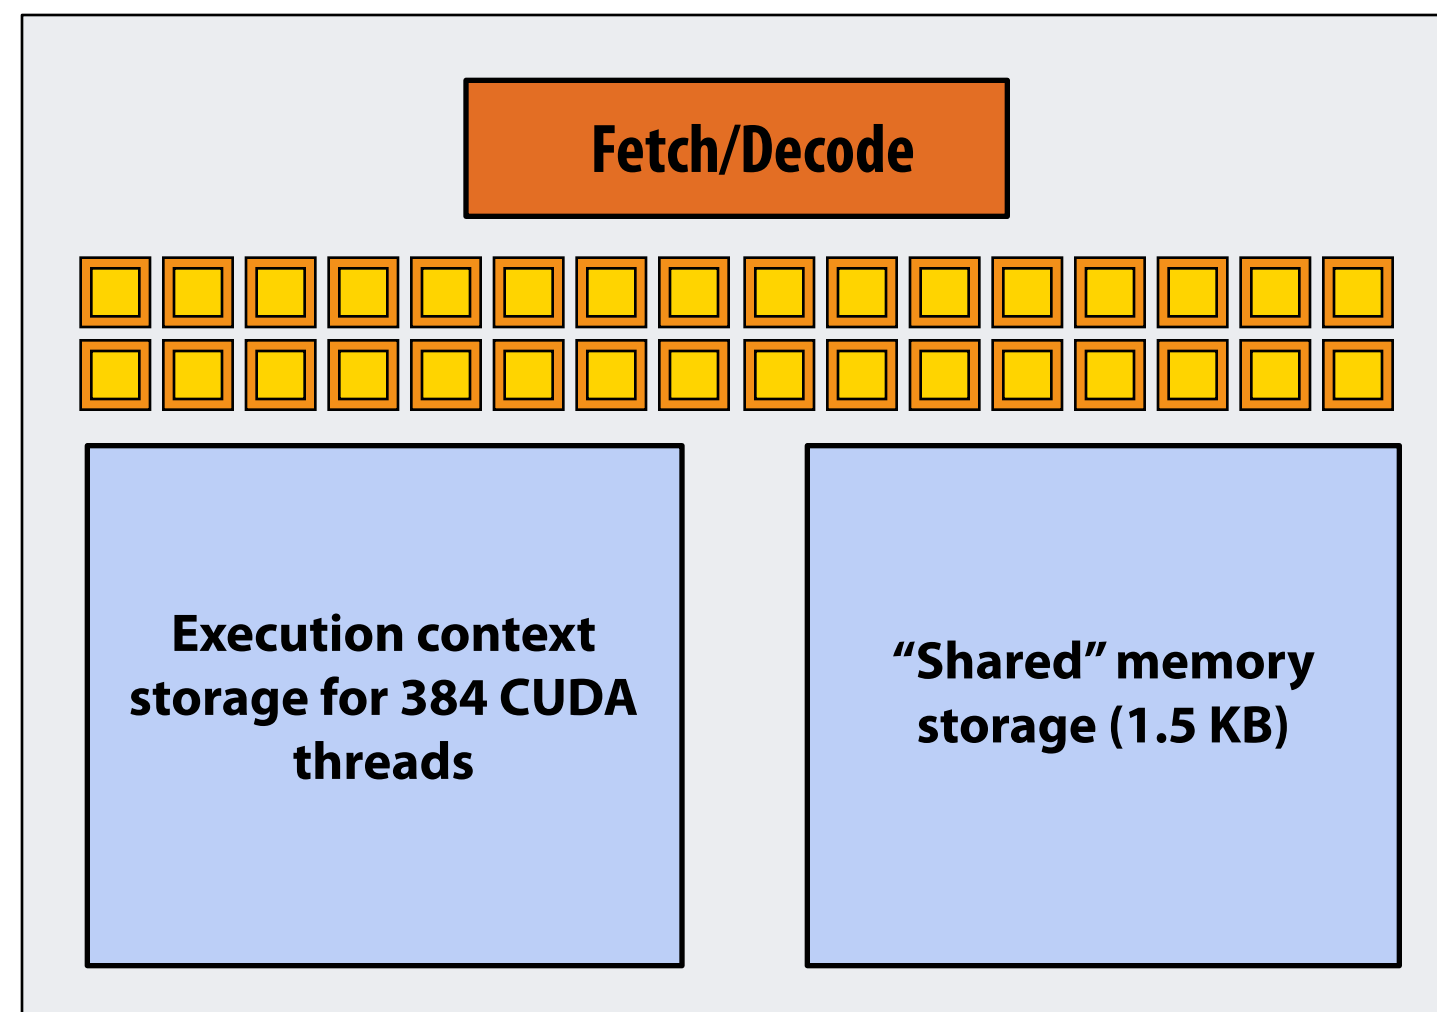 Fetch/Decode
Execution context
storage for 384 CUDA
threads
“Shared” memory
storage (1.5 KB)